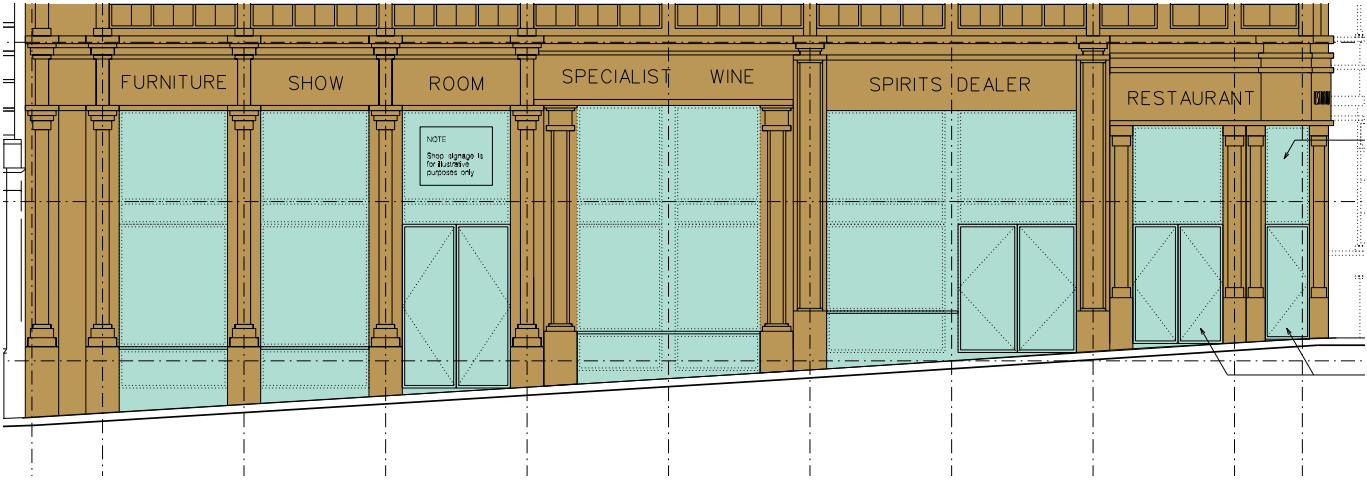 FURNITURE SHOW ROOM
SPECIALIST WINE
SPIRITS DEALER
RESTAURANT
NOTE
Shop signage is
for illustrative
purposes only